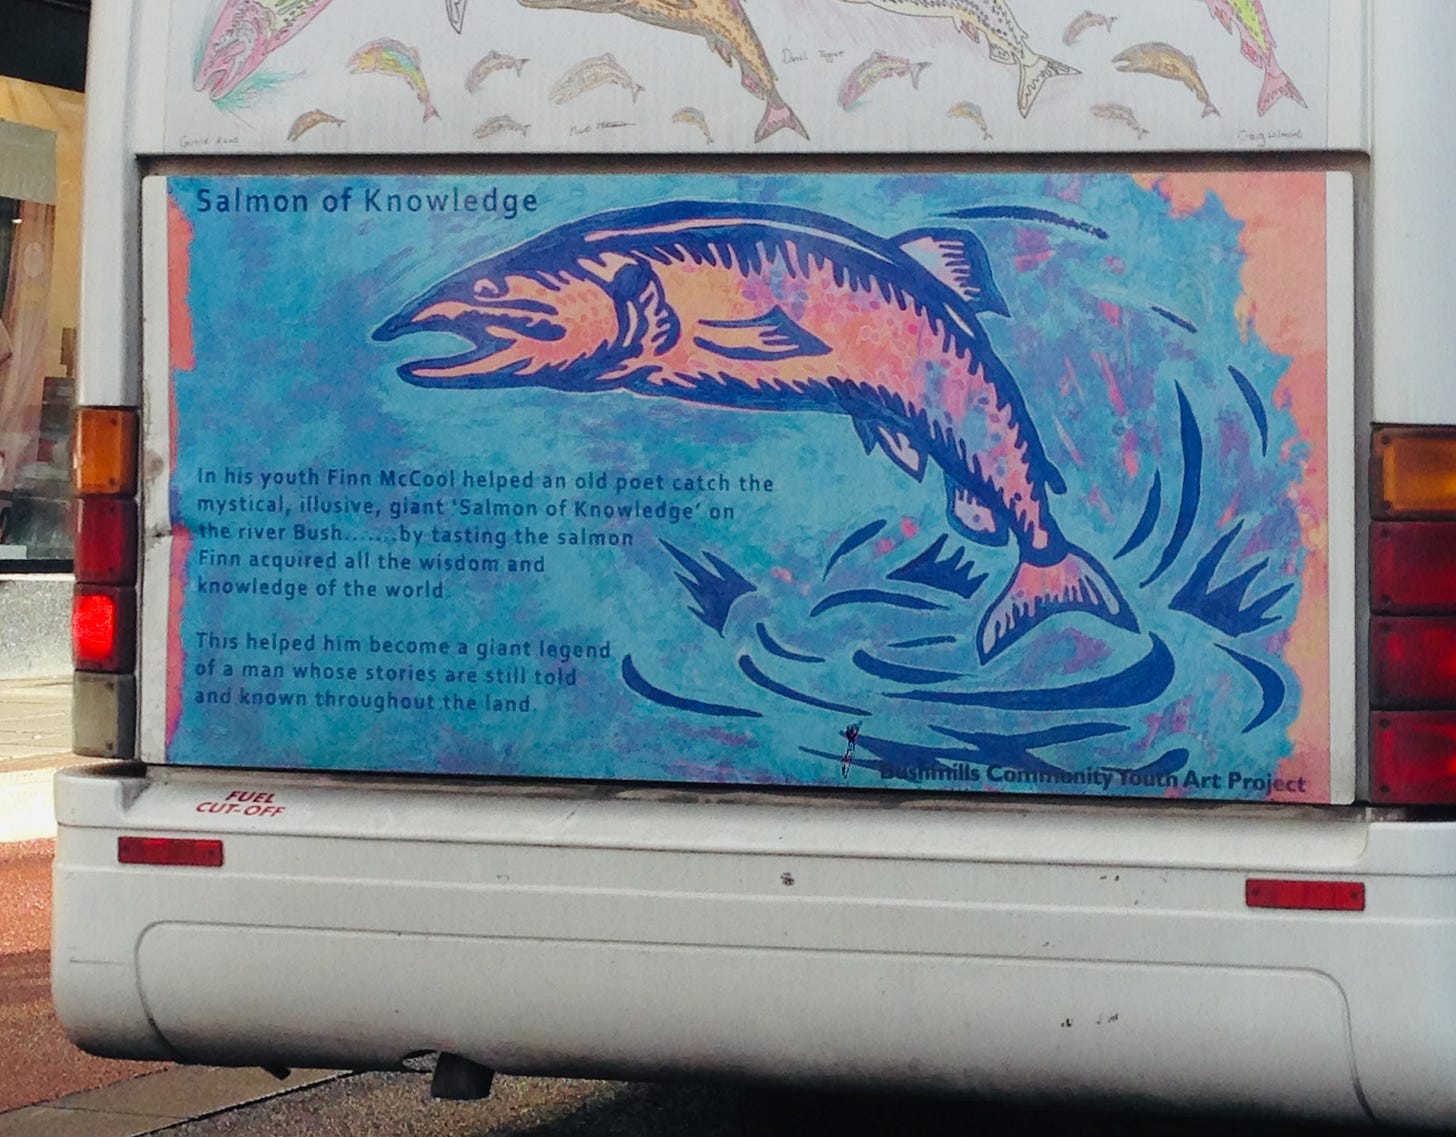 Craig Wilmont
Salmon of Knowledge
In his youth Finn McCool helped an old poet catch the
mystical, illusive, giant 'Salmon of Knowledge' on
the river Bush.......by tasting the salmon
Finn acquired all the wisdom and
knowledge of the world.
This helped him become a giant legend
of a man whose stories are still told
and known throughout the land.
Bushmills Community Youth Art Project
FUEL
CUT-OFF